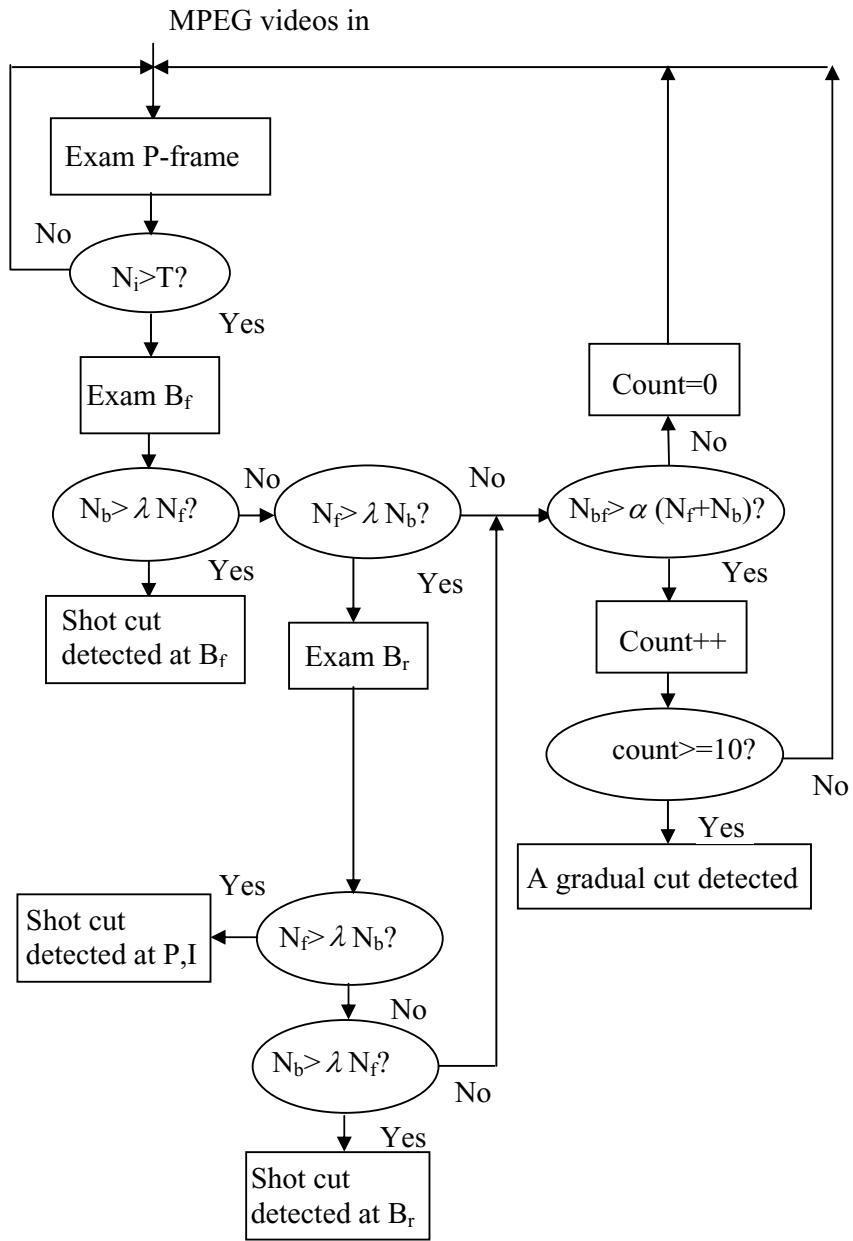 MPEG videos in
Exam P-frame
No
Nᵢ>T?
Yes
Exam B_f
Count=0
No
N_b> λ N_f?
No
N_f> λ N_b?
No
N_bf> α (N_f+N_b)?
Yes
Yes
Yes
Shot cut
detected at B_f
Exam B_r
Count++
count>=10?
No
Yes
A gradual cut detected
Yes
Shot cut
detected at P,I
N_f> λ N_b?
No
N_b> λ N_f?
No
Yes
Shot cut
detected at B_r